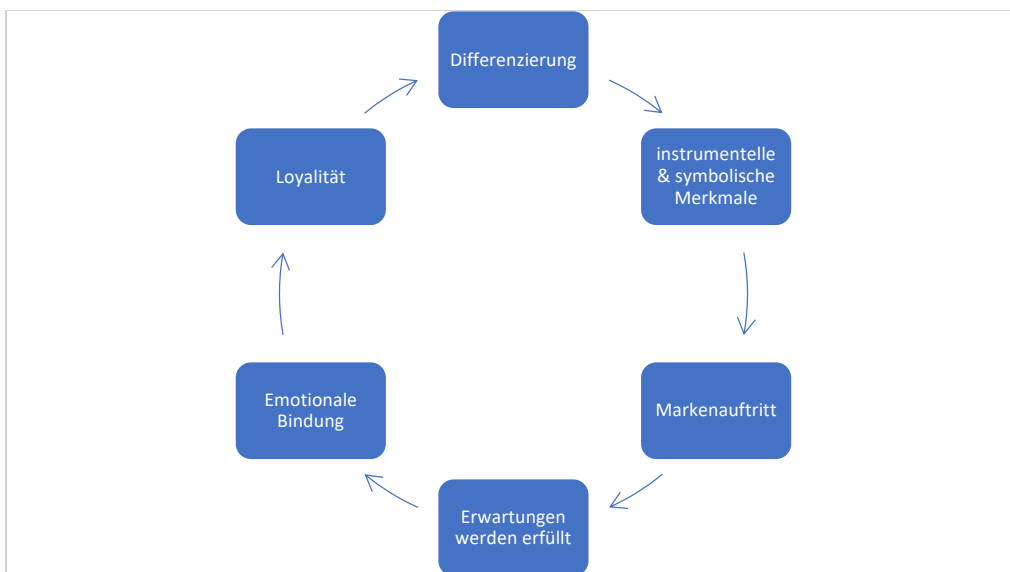 Differenzierung
instrumentelle
& symbolische
Merkmale
Markenauftritt
Erwartungen
werden erfüllt
Emotionale
Bindung
Loyalität